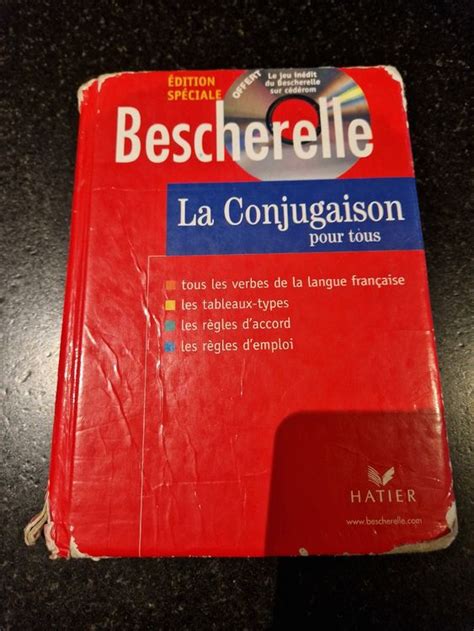 ÉDITION
SPÉCIALE
OFFERT
Le jeu inédit
du Bescherelle
sur cédérom
Bescherelle
La Conjugaison
pour tous
tous les verbes de la langue française
les tableaux-types
les règles d'accord
les règles d'emploi
HATIER
www.bescherelle.com